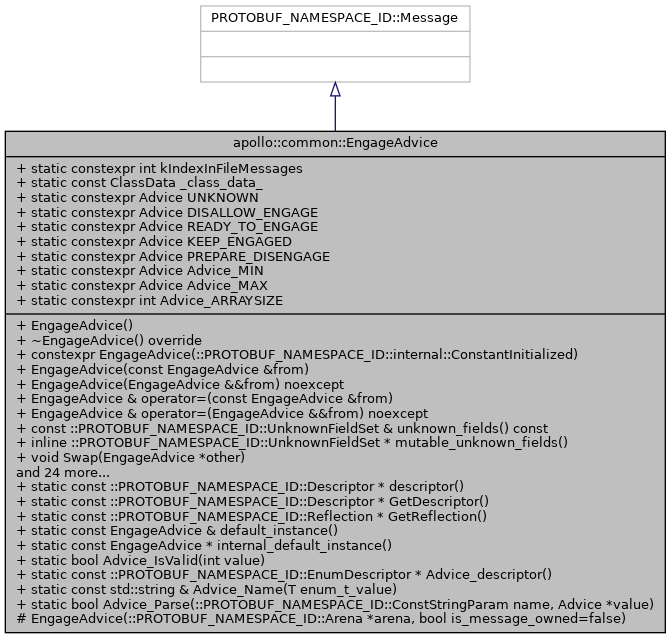 PROTOBUF_NAMESPACE_ID::Message
apollo::common::EngageAdvice
+ static constexpr int kIndexInFileMessages
+ static const ClassData _class_data_
+ static constexpr Advice UNKNOWN
+ static constexpr Advice DISALLOW_ENGAGE
+ static constexpr Advice READY_TO_ENGAGE
+ static constexpr Advice KEEP_ENGAGED
+ static constexpr Advice PREPARE_DISENGAGE
+ static constexpr Advice Advice_MIN
+ static constexpr Advice Advice_MAX
+ static constexpr int Advice_ARRAYSIZE
+ EngageAdvice()
+ ~EngageAdvice() override
+ constexpr EngageAdvice(::PROTOBUF_NAMESPACE_ID::internal::ConstantInitialized)
+ EngageAdvice(const EngageAdvice &from)
+ EngageAdvice(EngageAdvice &&from) noexcept
+ EngageAdvice & operator=(const EngageAdvice &from)
+ EngageAdvice & operator=(EngageAdvice &&from) noexcept
+ const ::PROTOBUF_NAMESPACE_ID::UnknownFieldSet & unknown_fields() const
+ inline ::PROTOBUF_NAMESPACE_ID::UnknownFieldSet * mutable_unknown_fields()
+ void Swap(EngageAdvice *other)
and 24 more...
+ static const ::PROTOBUF_NAMESPACE_ID::Descriptor * descriptor()
+ static const ::PROTOBUF_NAMESPACE_ID::Descriptor * GetDescriptor()
+ static const ::PROTOBUF_NAMESPACE_ID::Reflection * GetReflection()
+ static const EngageAdvice & default_instance()
+ static const EngageAdvice * internal_default_instance()
+ static bool Advice_IsValid(int value)
+ static const ::PROTOBUF_NAMESPACE_ID::EnumDescriptor * Advice_descriptor()
+ static const std::string & Advice_Name(T enum_t_value)
+ static bool Advice_Parse(::PROTOBUF_NAMESPACE_ID::ConstStringParam name, Advice *value)
# EngageAdvice(::PROTOBUF_NAMESPACE_ID::Arena *arena, bool is_message_owned=false)